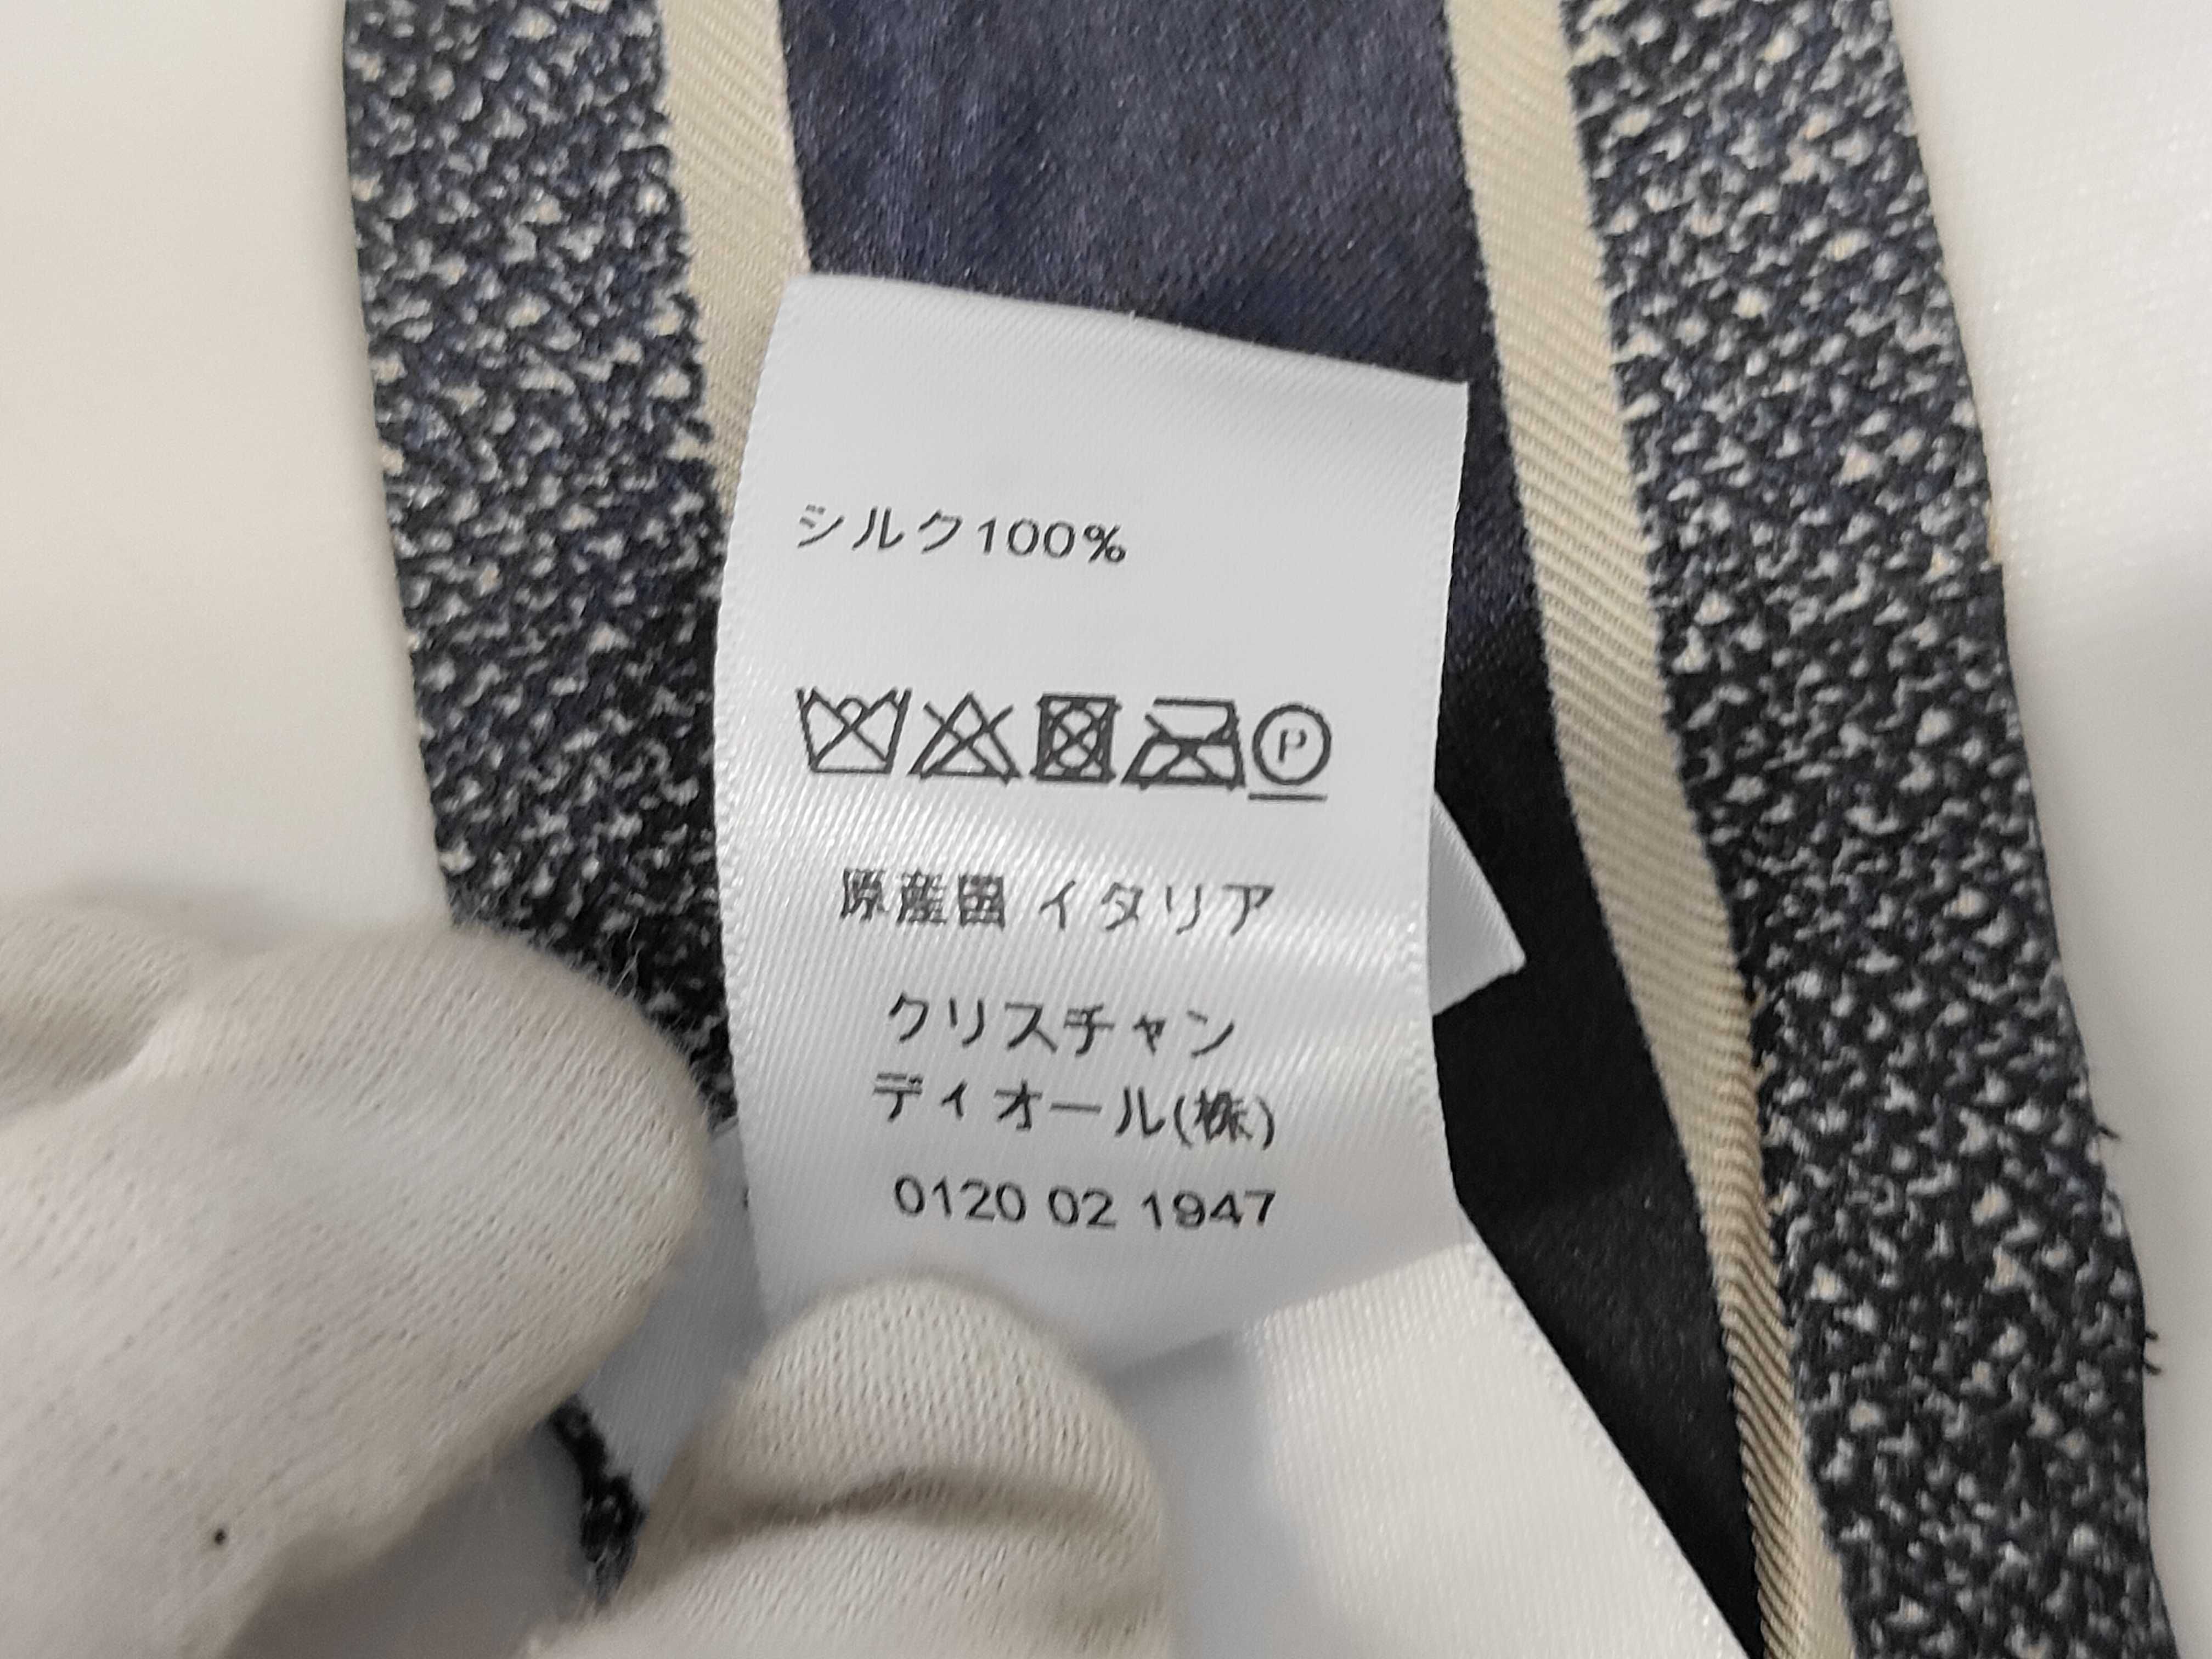 シルク100%
P
原産国 イタリア
クリスチャン
ディオール(株)
0120 02 1947